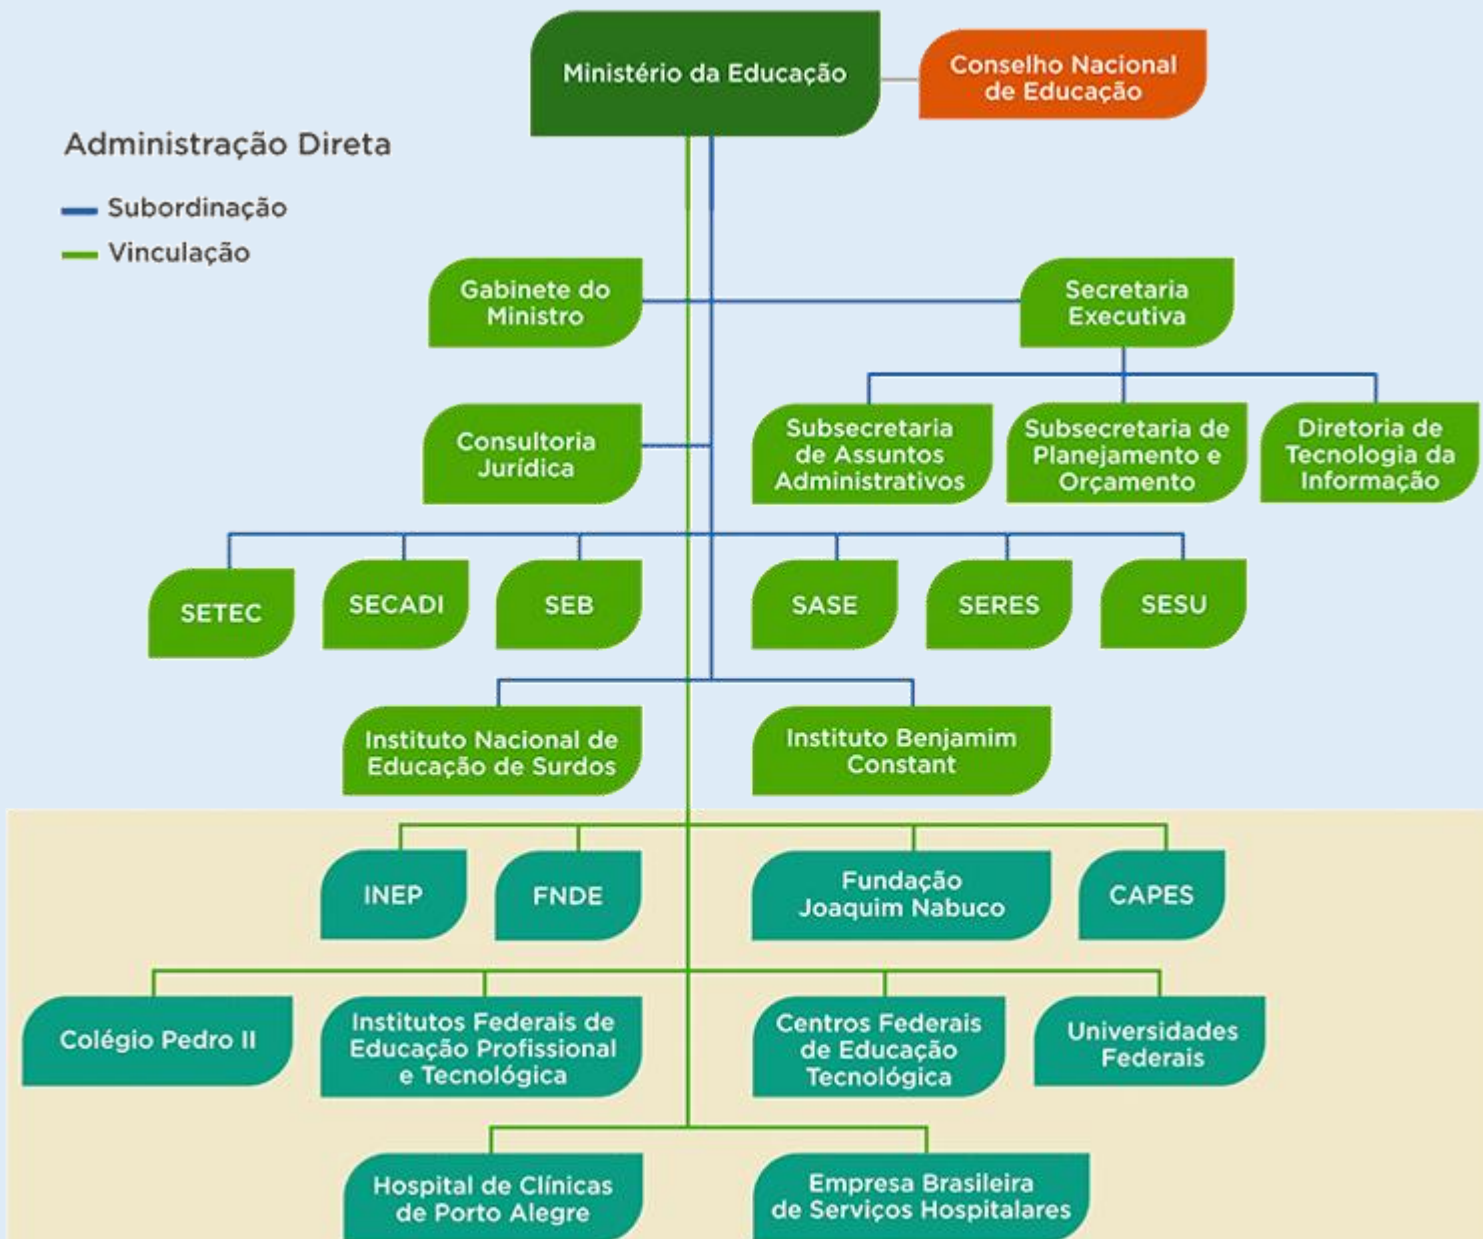 Ministério da Educação
Conselho Nacional
de Educação
Administração Direta
Subordinação
Vinculação
Gabinete do
Ministro
Secretaria
Executiva
Consultoria
Jurídica
Subsecretaria
de Assuntos
Administrativos
Subsecretaria de
Planejamento e
Orçamento
Diretoria de
Tecnologia da
Informação
SETEC
SECADI
SEB
SASE
SERES
SESU
Instituto Nacional de
Educação de Surdos
Instituto Benjamim
Constant
INEP
FNDE
Fundação
Joaquim Nabuco
CAPES
Colégio Pedro II
Institutos Federais de
Educação Profissional
e Tecnológica
Centros Federais
de Educação
Tecnológica
Universidades
Federais
Hospital de Clínicas
de Porto Alegre
Empresa Brasileira
de Serviços Hospitalares